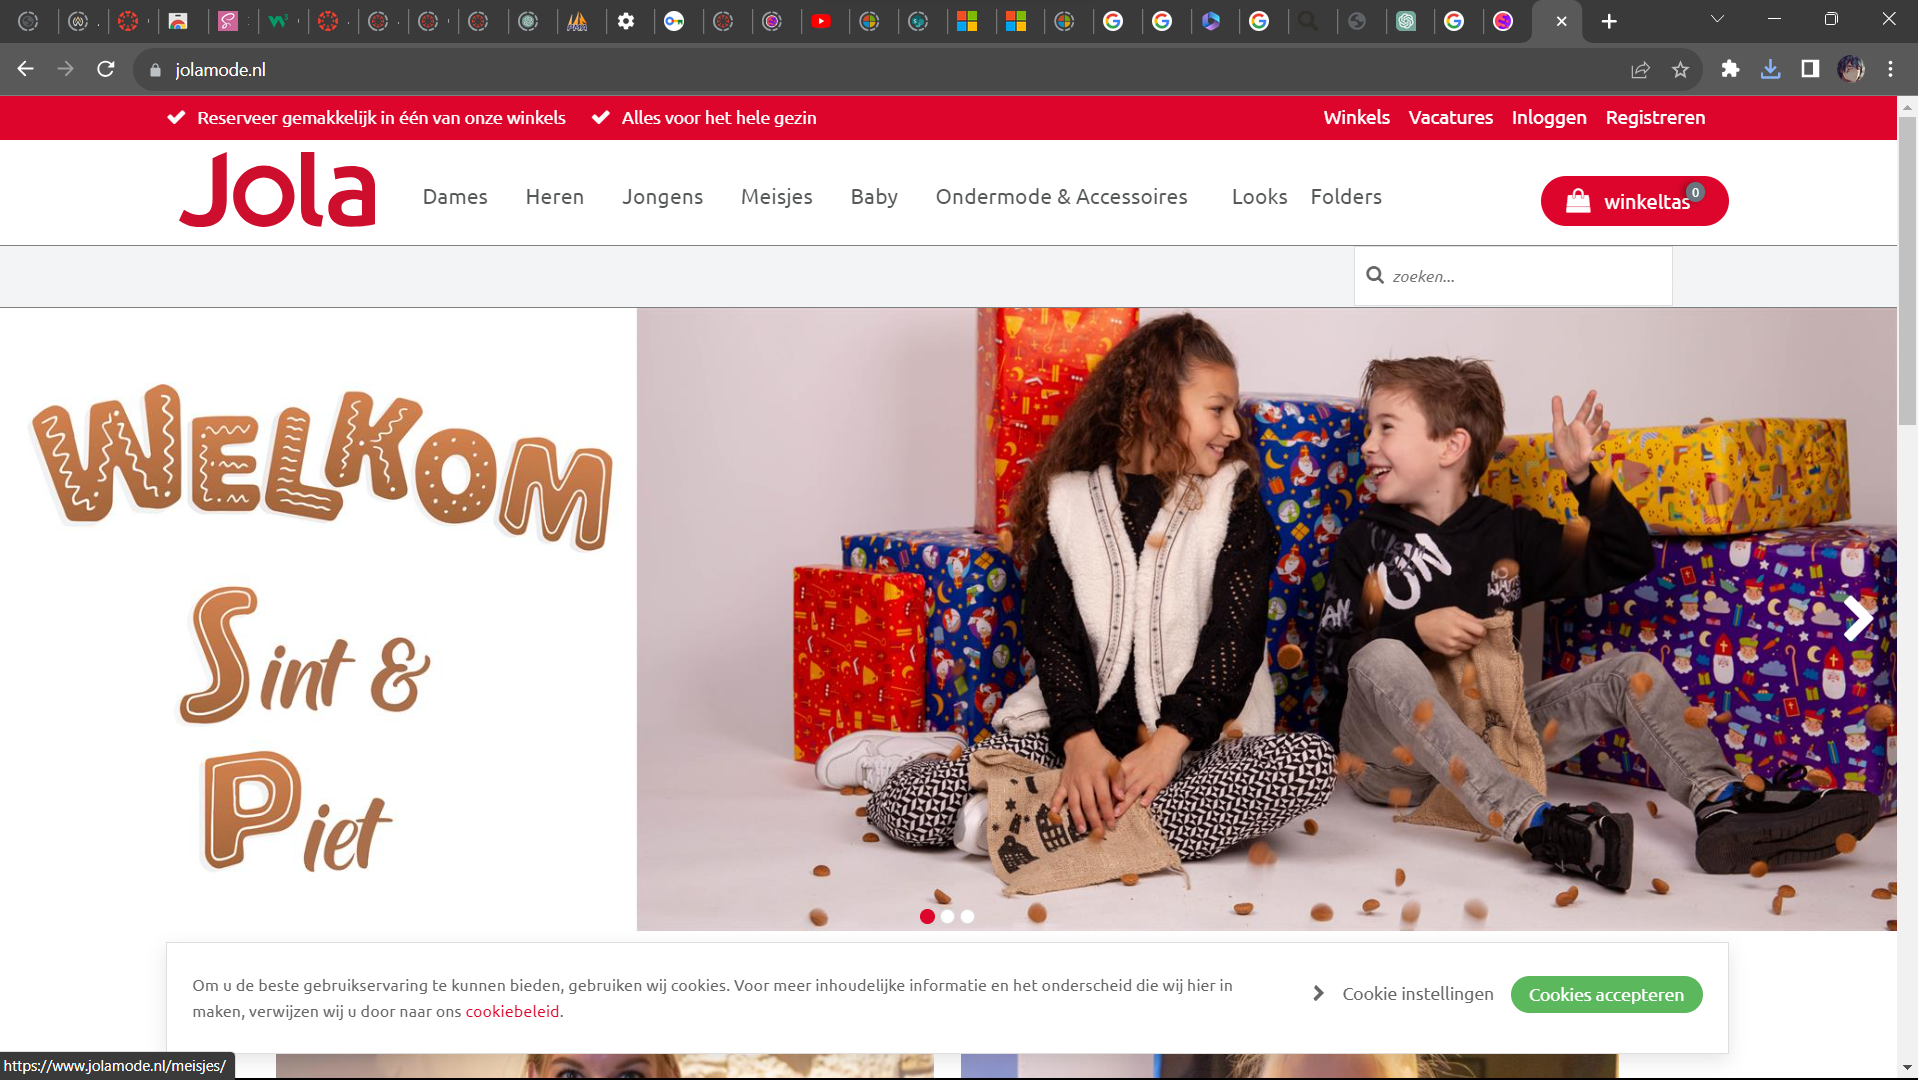 jolamode.nl
Reserveer gemakkelijk in één van onze winkels
Alles voor het hele gezin
Winkels
Vacatures
Inloggen
Registreren
Jola
Dames
Heren
Jongens
Meisjes
Baby
Ondermode & Accessoires
Looks
Folders
winkeltas
0
zoeken...
WELKOM
Sint &
Piet
Om u de beste gebruikservaring te kunnen bieden, gebruiken wij cookies. Voor meer inhoudelijke informatie en het onderscheid die wij hier in
maken, verwijzen wij u door naar ons cookiebeleid.
Cookie instellingen
Cookies accepteren
https://www.jolamode.nl/meisjes/